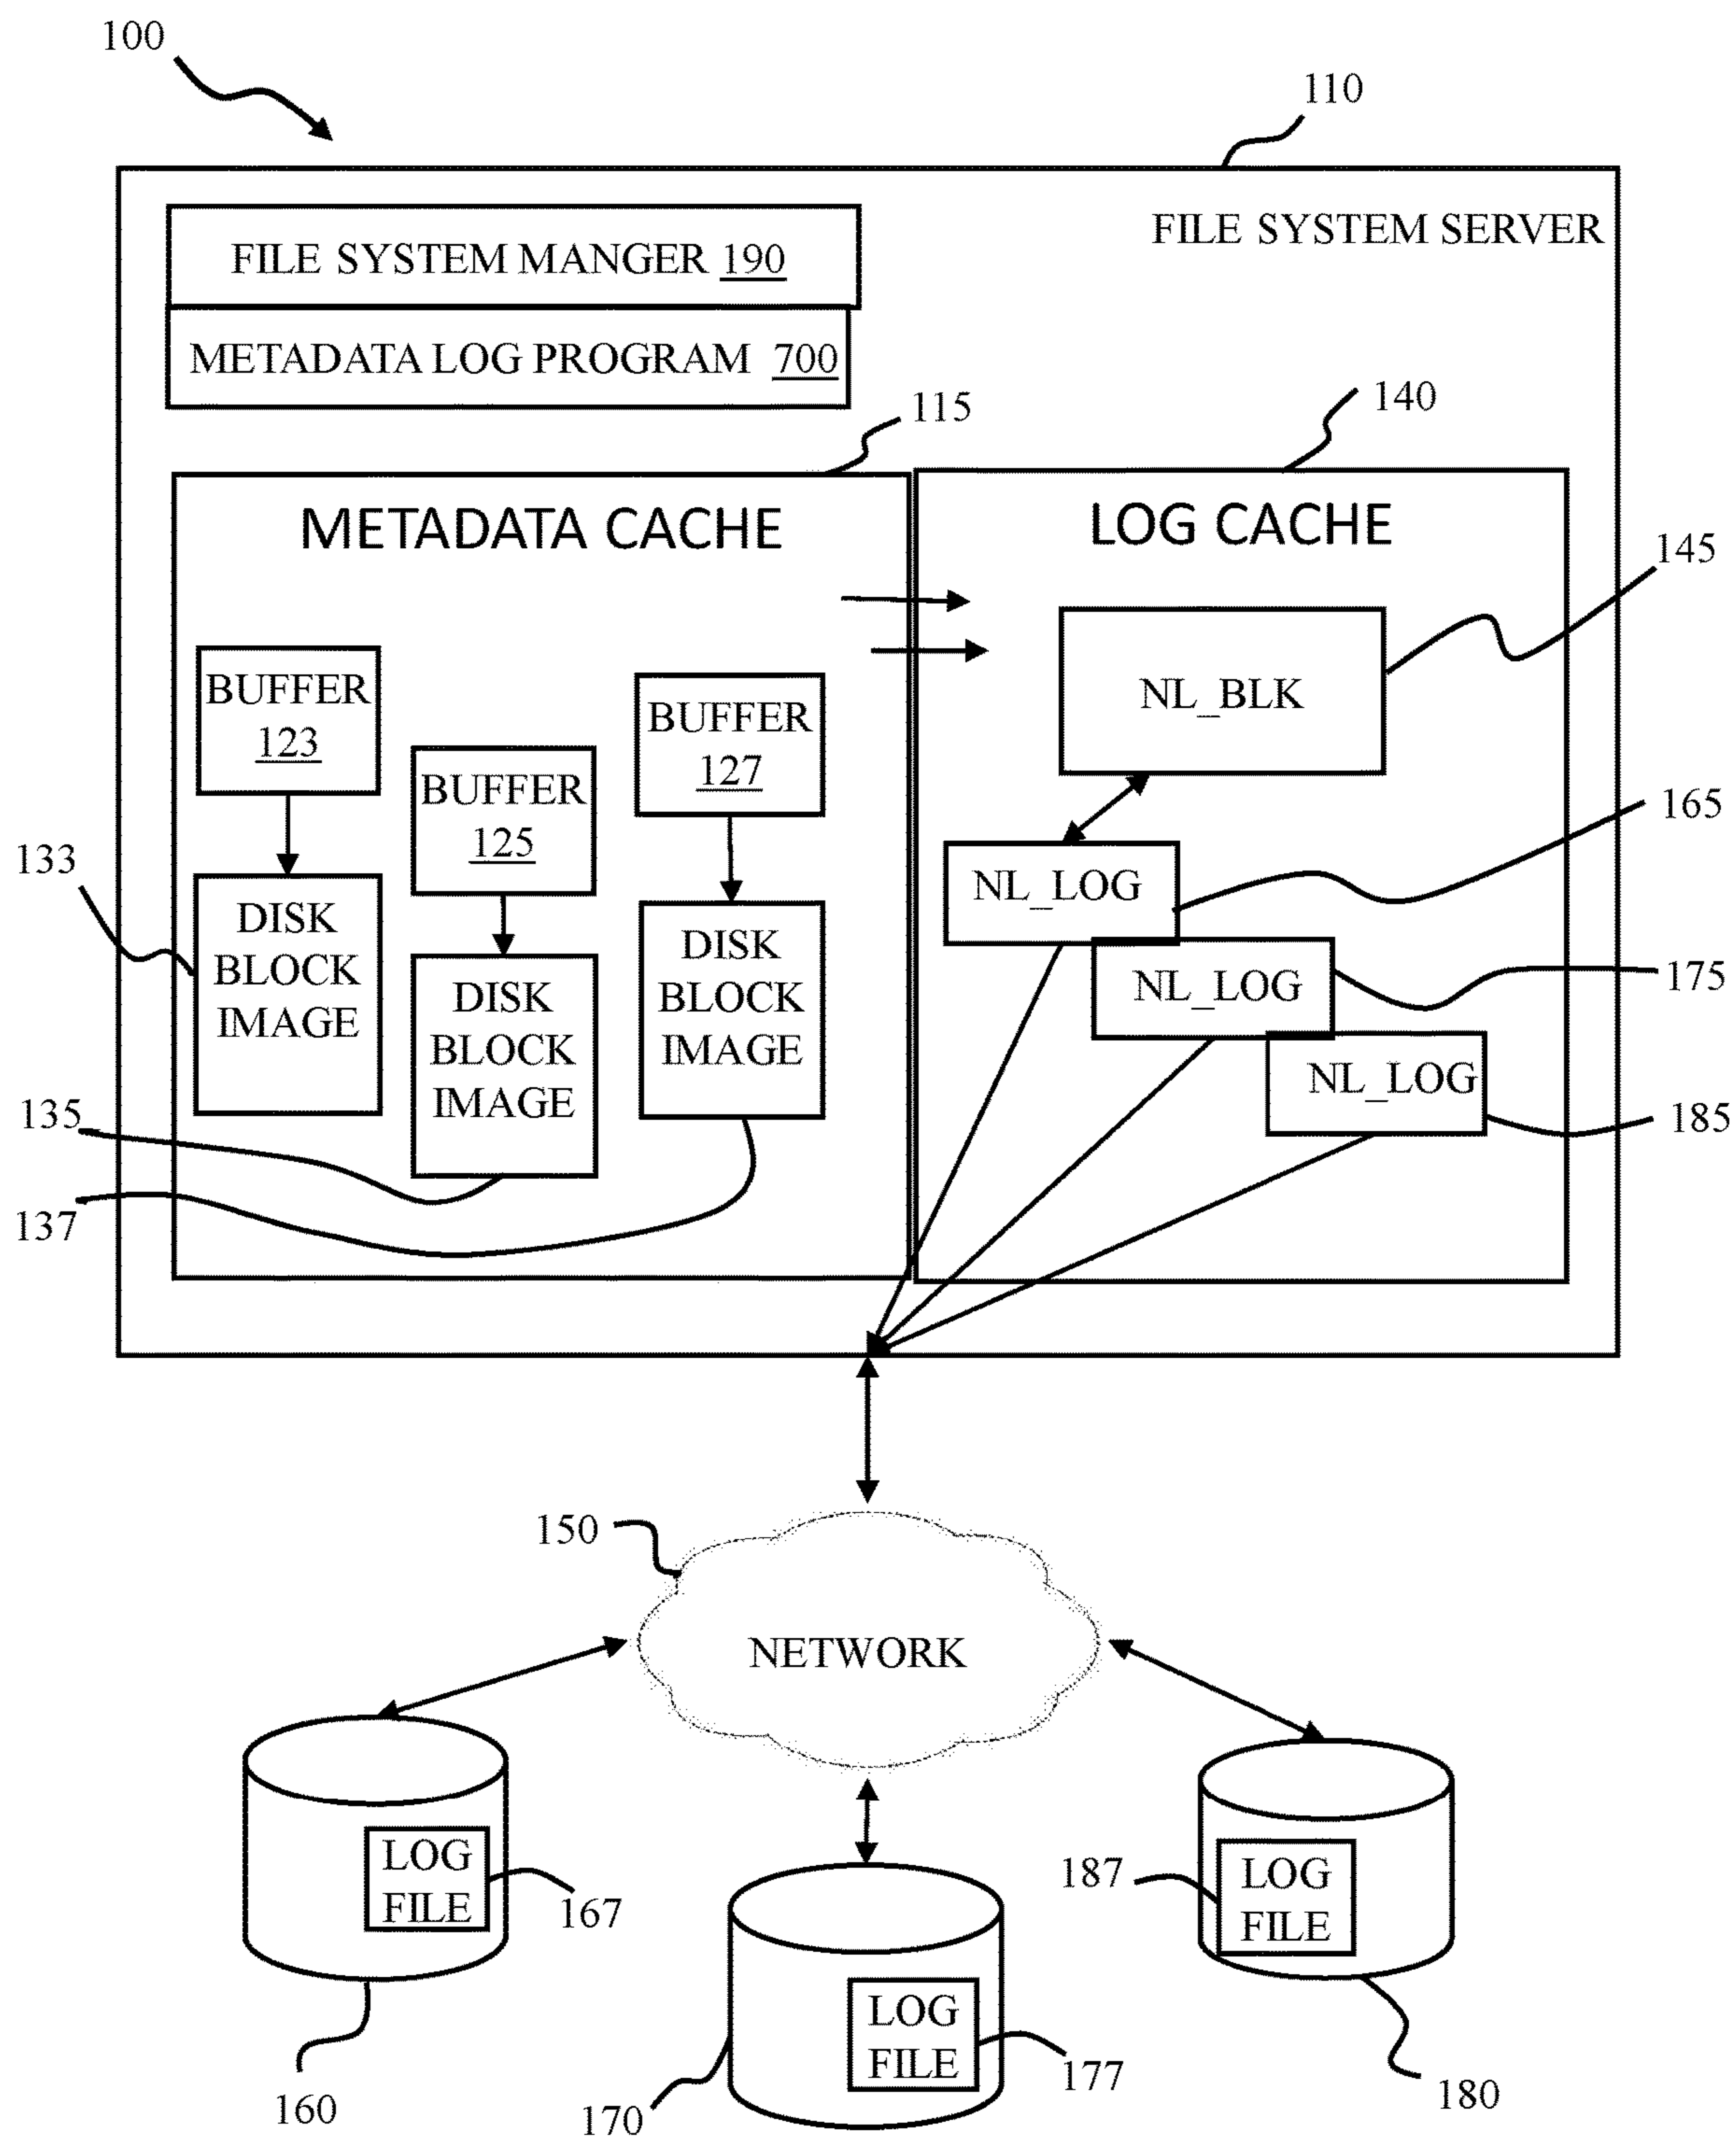 100
110
FILE SYSTEM SERVER
FILE SYSTEM MANGER 190
METADATA LOG PROGRAM 700
115
140
METADATA CACHE
LOG CACHE
145
BUFFER
123
BUFFER
125
BUFFER
127
NL_BLK
165
133
DISK
BLOCK
IMAGE
DISK
BLOCK
IMAGE
DISK
BLOCK
IMAGE
NL_LOG
NL_LOG
175
NL_LOG
185
135
137
150
NETWORK
LOG
FILE
167
187
LOG
FILE
LOG
FILE
177
160
170
180